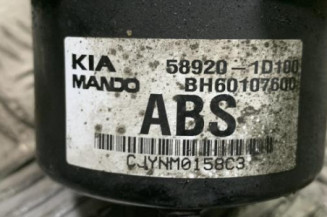 KIA 58920-1D100
MANDO BH60107600
ABS
CJYNM0158C3